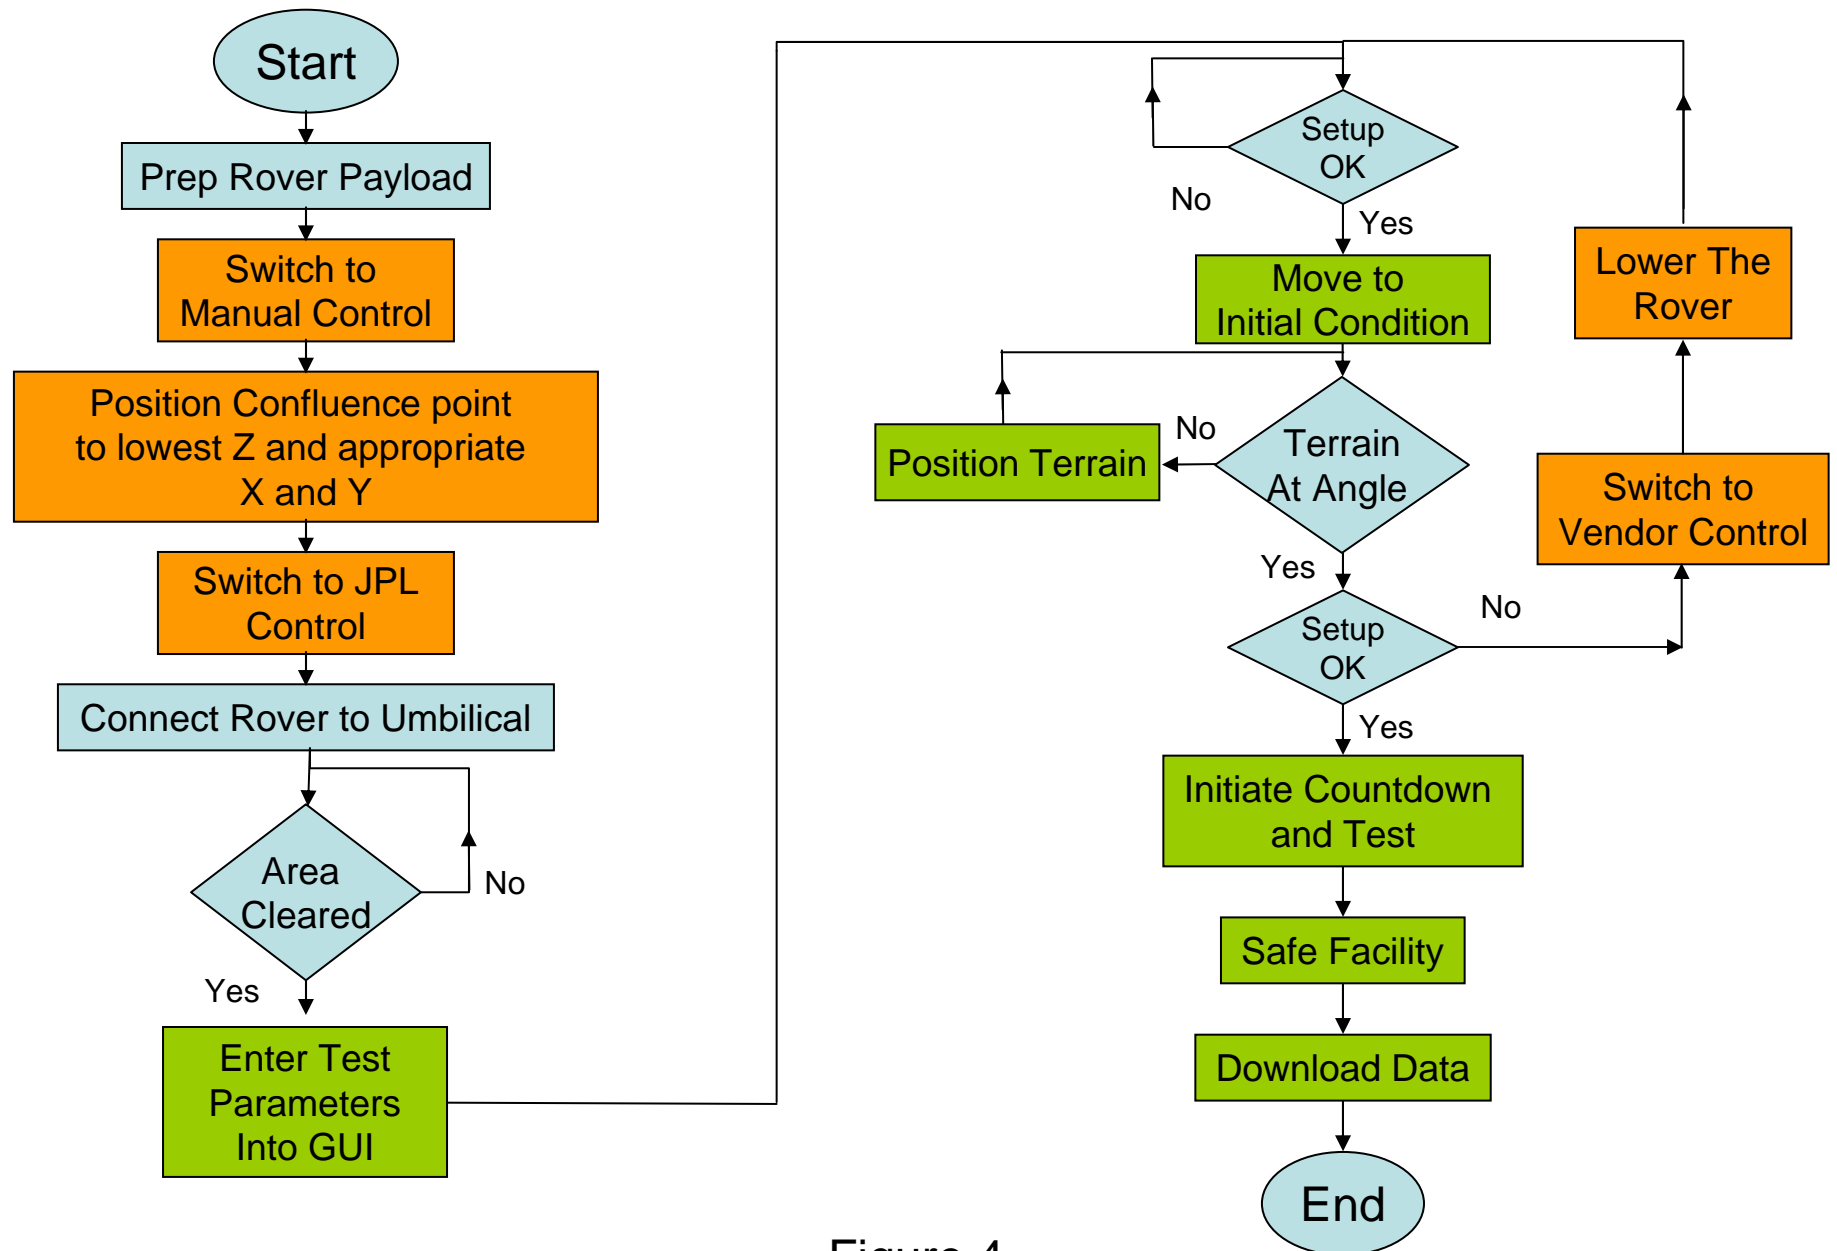 Start
Prep Rover Payload
Switch to
Manual Control
Position Confluence point
to lowest Z and appropriate
X and Y
Switch to JPL
Control
Connect Rover to Umbilical
Area
Cleared
No
Yes
Enter Test
Parameters
Into GUI
Setup
OK
No
Yes
Move to
Initial Condition
Terrain
At Angle
No
Position Terrain
Yes
Setup
OK
No
Switch to
Vendor Control
Lower The
Rover
Yes
Initiate Countdown
and Test
Safe Facility
Download Data
End
Figure 4